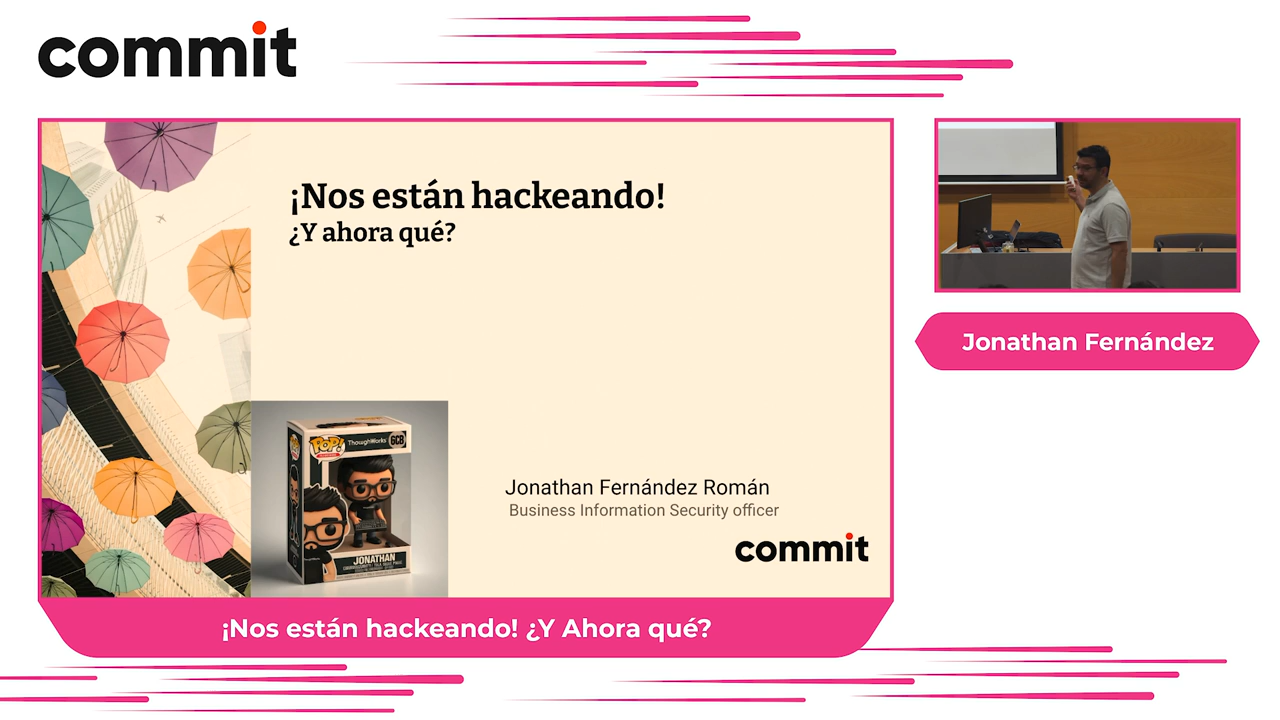 commit
¡Nos están hackeando!
¿Y ahora qué?
POP!
ThoughWorks
JONATHAN
Jonathan Fernández Román
Business Information Security officer
commit
Jonathan Fernández
¡Nos están hackeando! ¿Y Ahora qué?